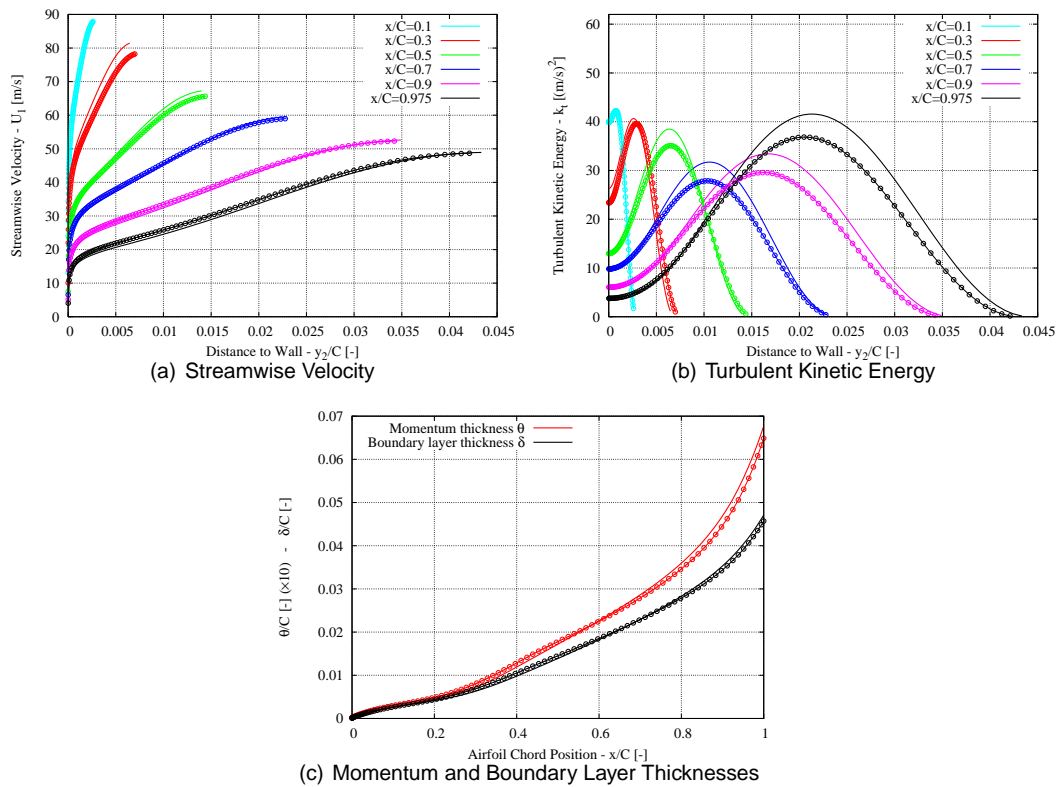 90
80
70
60
50
40
30
20
10
0
0 0.005 0.01 0.015 0.02 0.025 0.03 0.035 0.04 0.045
Streamwise Velocity - U1 [m/s]
Distance to Wall - y2/C [-]
x/C=0.1
x/C=0.3
x/C=0.5
x/C=0.7
x/C=0.9
x/C=0.975
(a) Streamwise Velocity
60
50
40
30
20
10
0
0 0.005 0.01 0.015 0.02 0.025 0.03 0.035 0.04 0.045
Turbulent Kinetic Energy - kt [(m/s)²]
Distance to Wall - y2/C [-]
x/C=0.1
x/C=0.3
x/C=0.5
x/C=0.7
x/C=0.9
x/C=0.975
(b) Turbulent Kinetic Energy
0.07
0.06
0.05
0.04
0.03
0.02
0.01
0
0 0.2 0.4 0.6 0.8 1
θ/C [-] (×10) - δ/C [-]
Airfoil Chord Position - x/C [-]
Momentum thickness θ
Boundary layer thickness δ
(c) Momentum and Boundary Layer Thicknesses